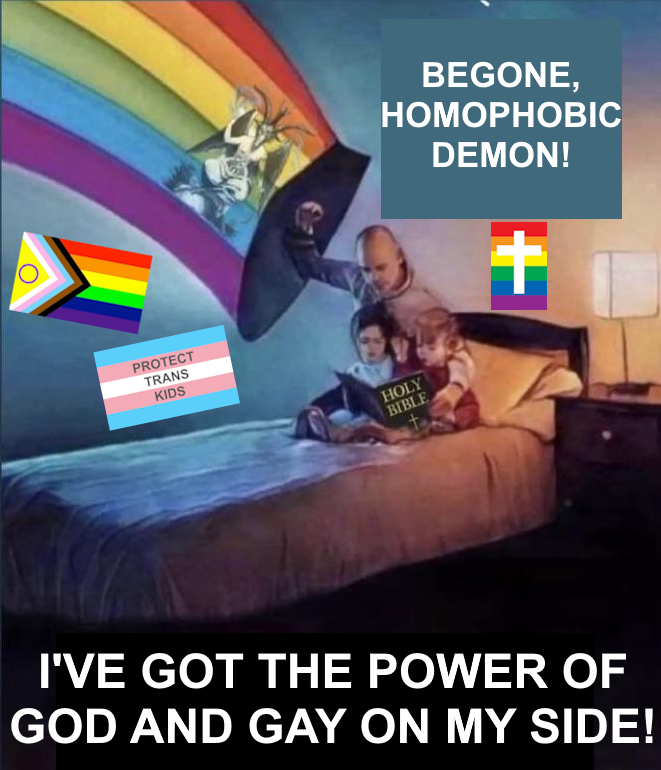 BEGONE,
HOMOPHOBIC
DEMON!
PROTECT
TRANS
KIDS
HOLY
BIBLE
I'VE GOT THE POWER OF
GOD AND GAY ON MY SIDE!